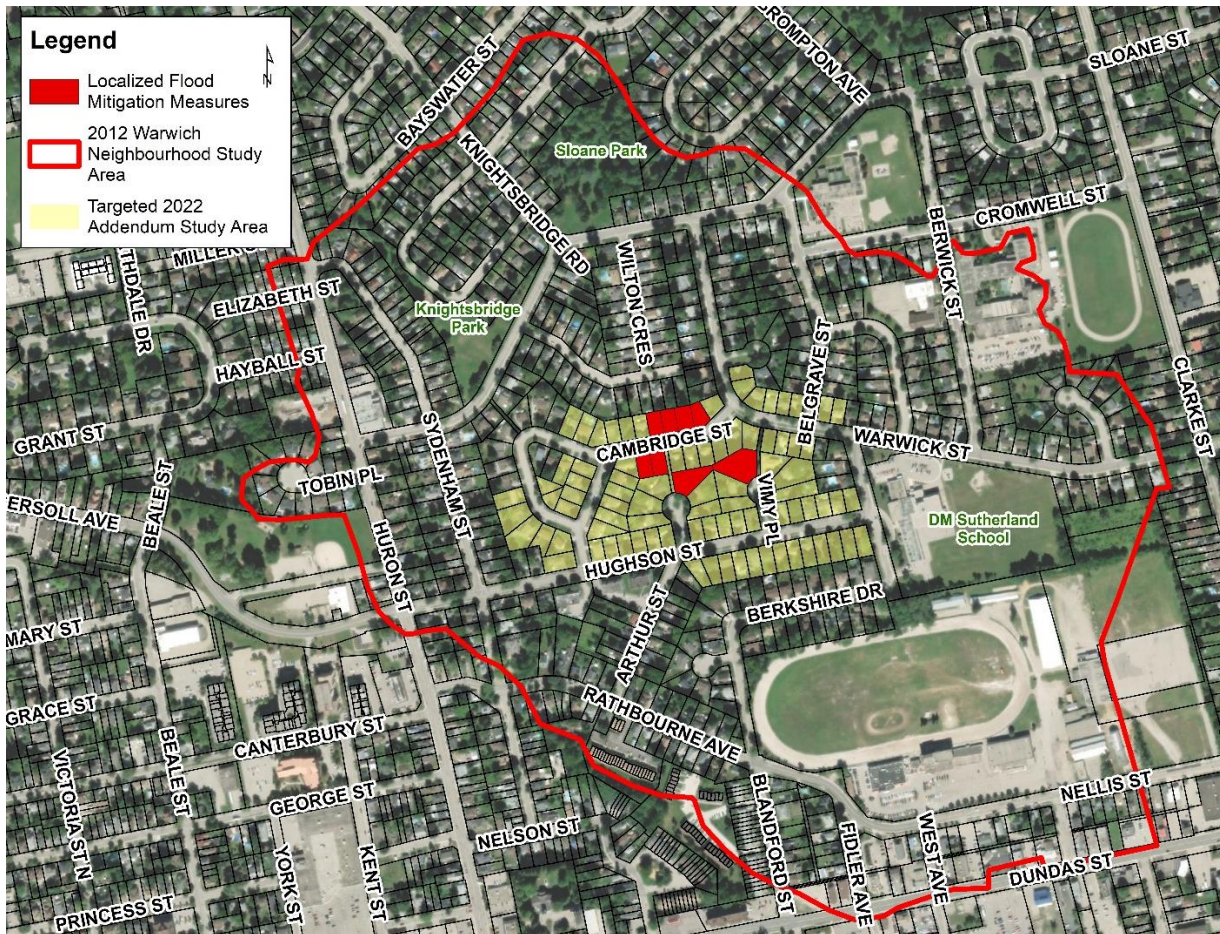 Legend
N
Localized Flood
Mitigation Measures
2012 Warwich
Neighbourhood Study
Area
Targeted 2022
Addendum Study Area
BAYSWATER ST
BROMPTON AVE
SLOANE ST
KNIGHTSBRIDGE RD
Sloane Park
CROMWELL ST
BERWICK ST
MILLER
THDALE DR
ELIZABETH ST
WILTON CRES
Knightsbridge
Park
HAYBALL ST
BELGRAVE ST
CLARKE ST
GRANT ST
SYDENHAM ST
CAMBRIDGE ST
WARWICK ST
TOBIN PL
VIMY PL
ERSOLL AVE
BEALE ST
HURON ST
DM Sutherland
School
HUGHSON ST
MARY ST
ARTHUR ST
BERKSHIRE DR
GRACE ST
RATHBOURNE AVE
CANTERBURY ST
VICTORIA ST N
BEALE ST
GEORGE ST
NELLIS ST
NELSON ST
BLANDFORD ST
FIDLER AVE
WEST AVE
DUNDAS ST
YORK ST
KENT ST
PRINCESS ST